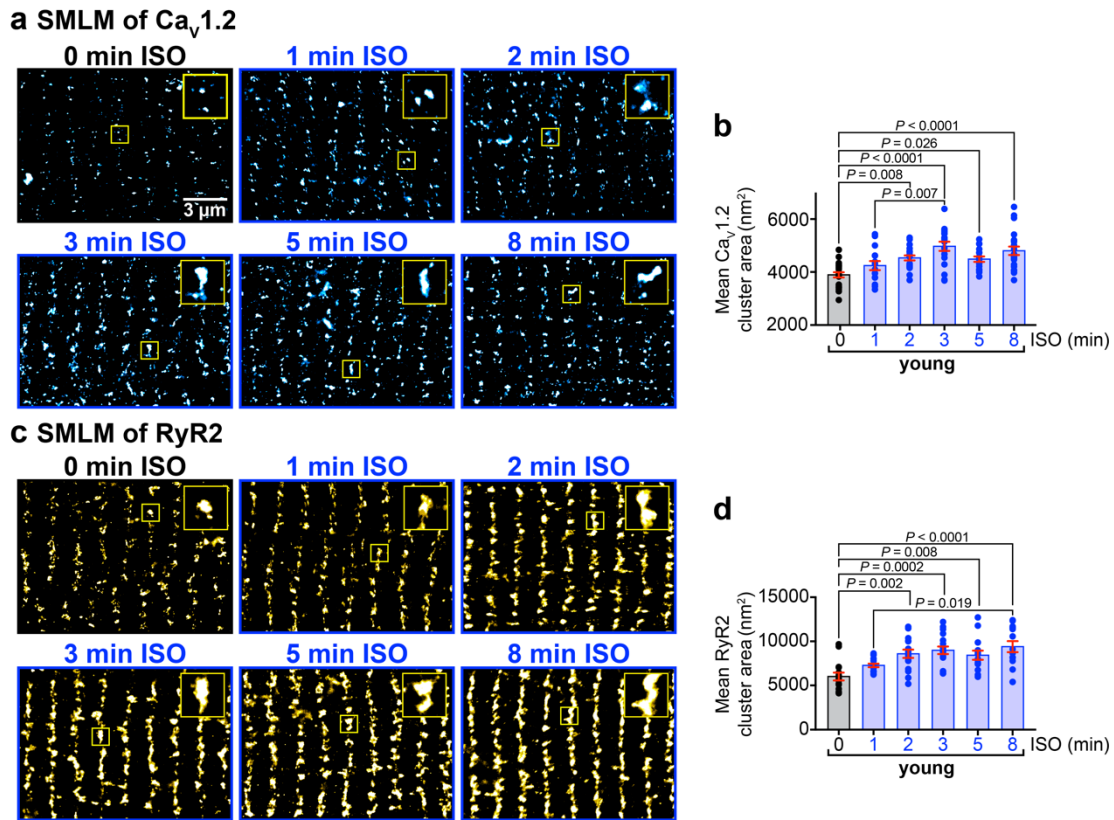 a SMLM of CaV1.2
0 min ISO
1 min ISO
2 min ISO
3 µm
3 min ISO
5 min ISO
8 min ISO
b
P < 0.0001
P = 0.026
P < 0.0001
P = 0.008
P = 0.007
Mean CaV1.2
cluster area (nm²)
6000
4000
2000
0 1 2 3 5 8 ISO (min)
young
c SMLM of RyR2
0 min ISO
1 min ISO
2 min ISO
3 min ISO
5 min ISO
8 min ISO
d
P < 0.0001
P = 0.008
P = 0.0002
P = 0.002
P = 0.019
Mean RyR2
cluster area (nm²)
15000
10000
5000
0
0 1 2 3 5 8 ISO (min)
young